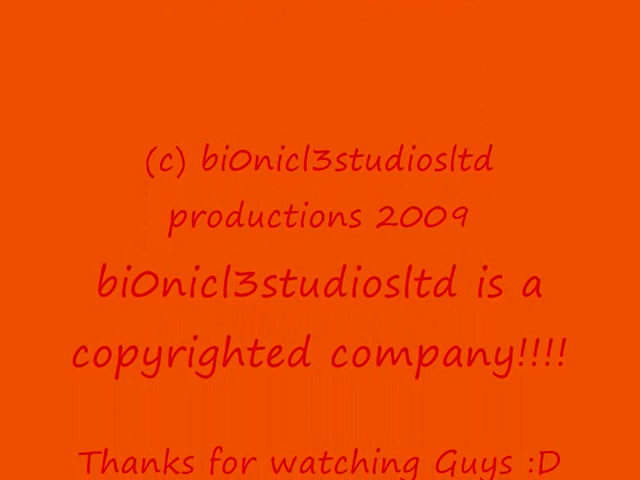 (c) bi0nicl3studiosltd
productions 2009
bi0nicl3studiosltd is a
copyrighted company!!!!
Thanks for watching Guys :D